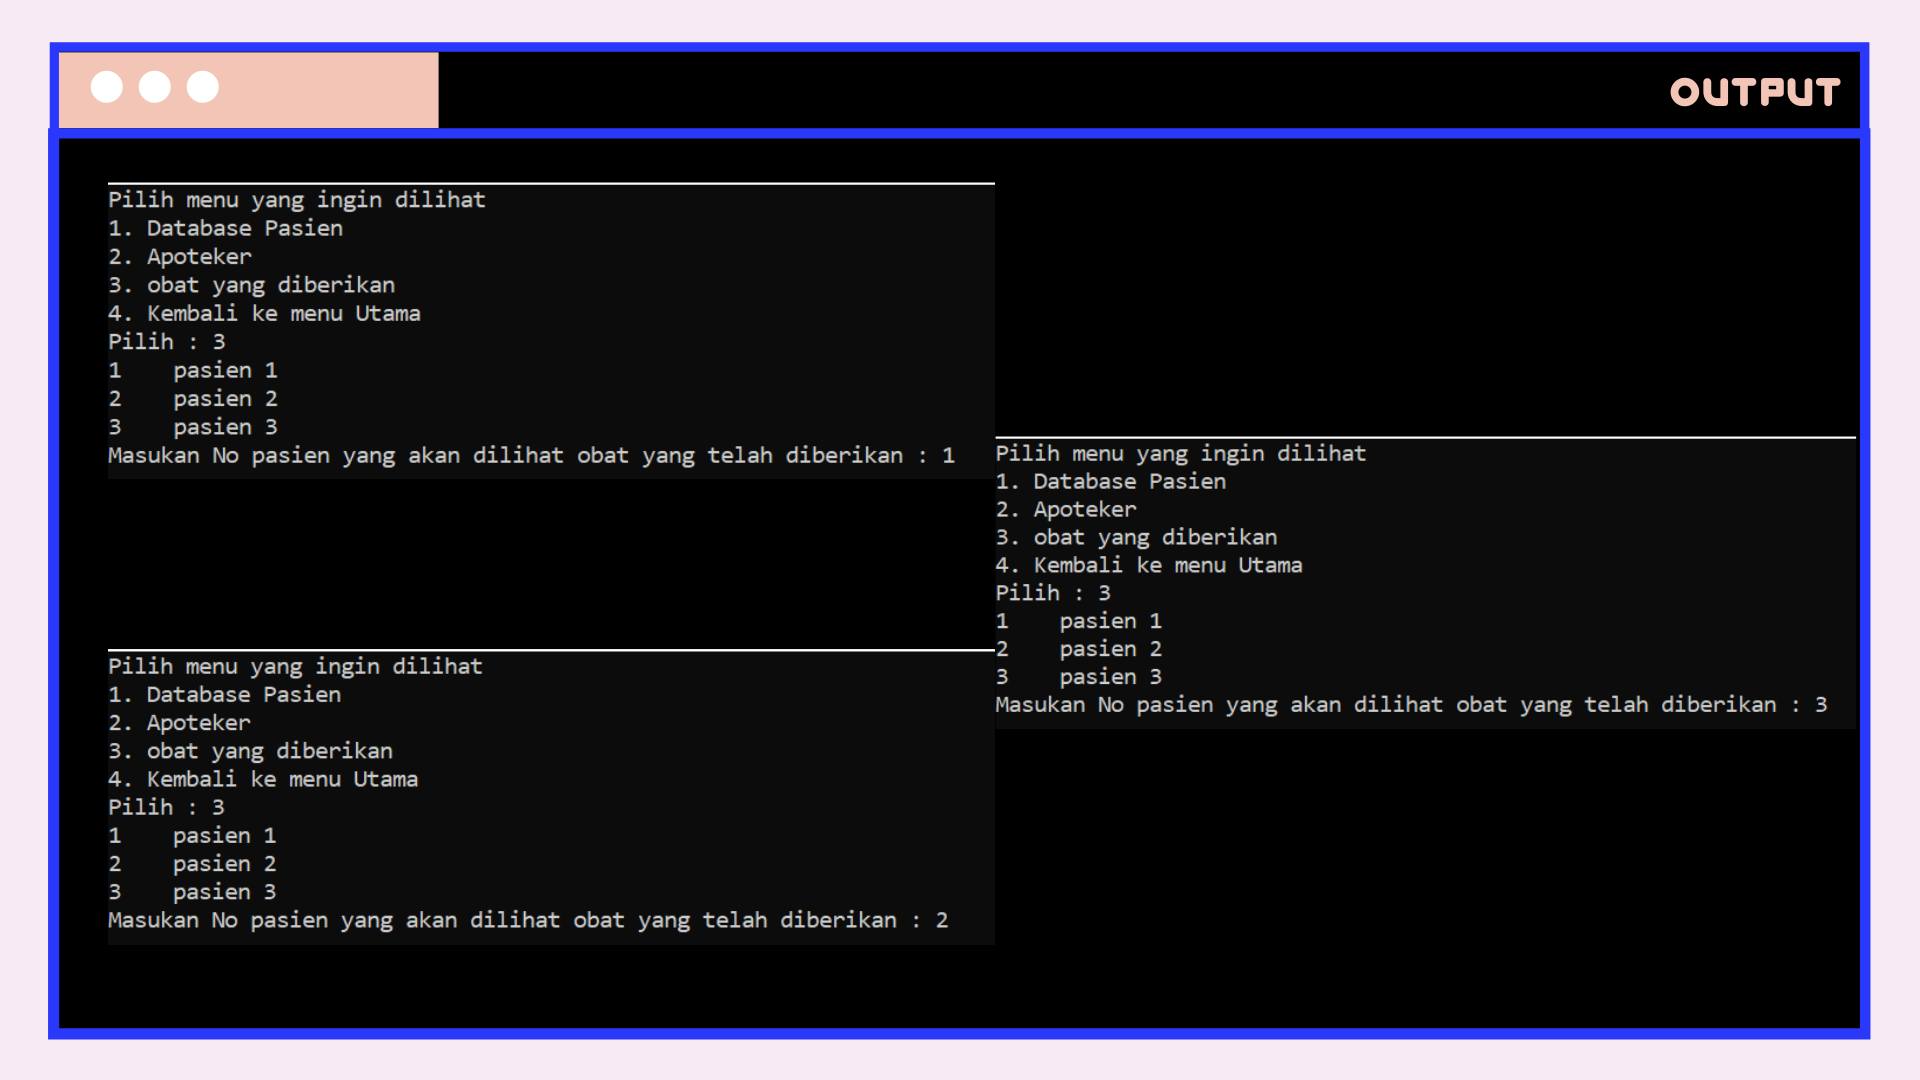 OUTPUT
Pilih menu yang ingin dilihat
1. Database Pasien
2. Apoteker
3. obat yang diberikan
4. Kembali ke menu Utama
Pilih : 3
1    pasien 1
2    pasien 2
3    pasien 3
Masukan No pasien yang akan dilihat obat yang telah diberikan : 1
Pilih menu yang ingin dilihat
1. Database Pasien
2. Apoteker
3. obat yang diberikan
4. Kembali ke menu Utama
Pilih : 3
1    pasien 1
2    pasien 2
3    pasien 3
Masukan No pasien yang akan dilihat obat yang telah diberikan : 2
Pilih menu yang ingin dilihat
1. Database Pasien
2. Apoteker
3. obat yang diberikan
4. Kembali ke menu Utama
Pilih : 3
1    pasien 1
2    pasien 2
3    pasien 3
Masukan No pasien yang akan dilihat obat yang telah diberikan : 3